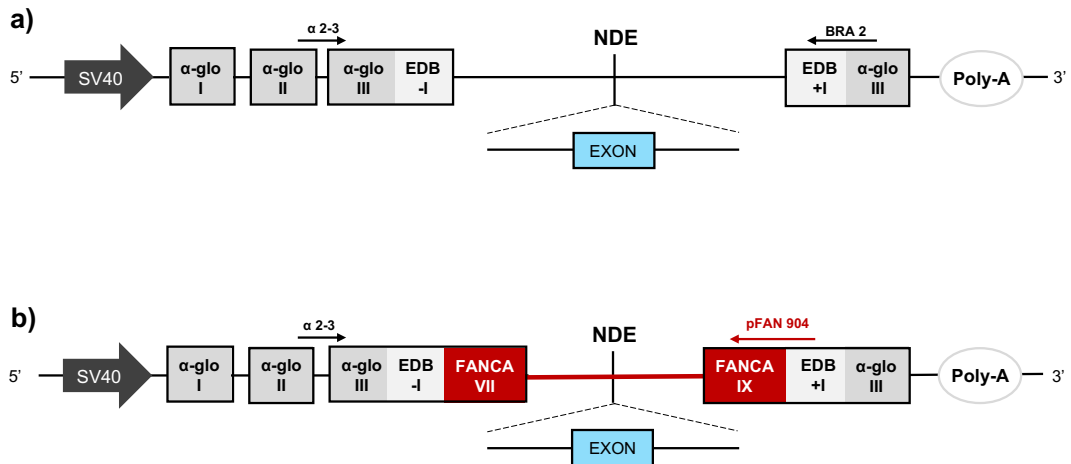 a)
α 2-3
BRA 2
NDE
5’
SV40
α-glo
I
α-glo
II
α-glo
III
EDB
-I
EDB
+I
α-glo
III
Poly-A
3’
EXON
b)
α 2-3
pFAN 904
NDE
5’
SV40
α-glo
I
α-glo
II
α-glo
III
EDB
-I
FANCA
VII
FANCA
IX
EDB
+I
α-glo
III
Poly-A
3’
EXON